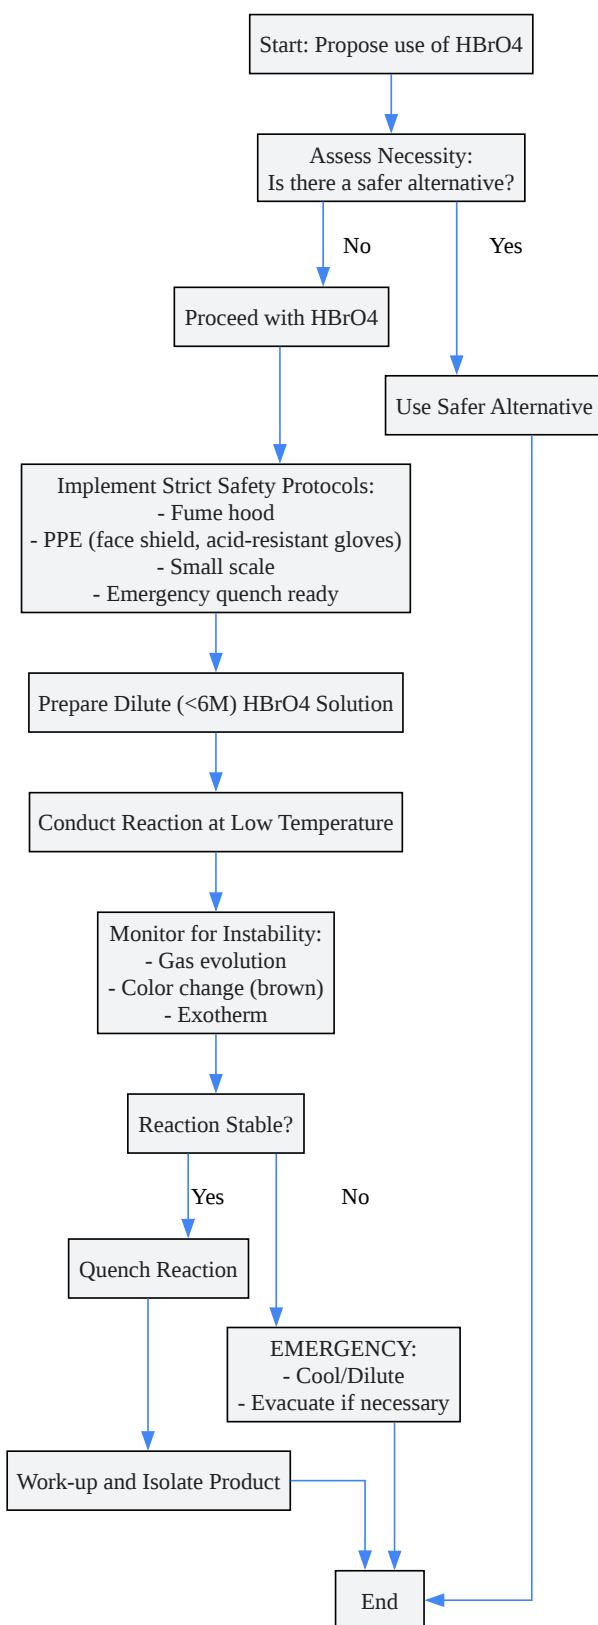 Start: Propose use of HBrO4
Assess Necessity:
Is there a safer alternative?
No
Yes
Proceed with HBrO4
Use Safer Alternative
Implement Strict Safety Protocols:
- Fume hood
- PPE (face shield, acid-resistant gloves)
- Small scale
- Emergency quench ready
Prepare Dilute (<6M) HBrO4 Solution
Conduct Reaction at Low Temperature
Monitor for Instability:
- Gas evolution
- Color change (brown)
- Exotherm
Reaction Stable?
Yes
No
Quench Reaction
EMERGENCY:
- Cool/Dilute
- Evacuate if necessary
Work-up and Isolate Product
End